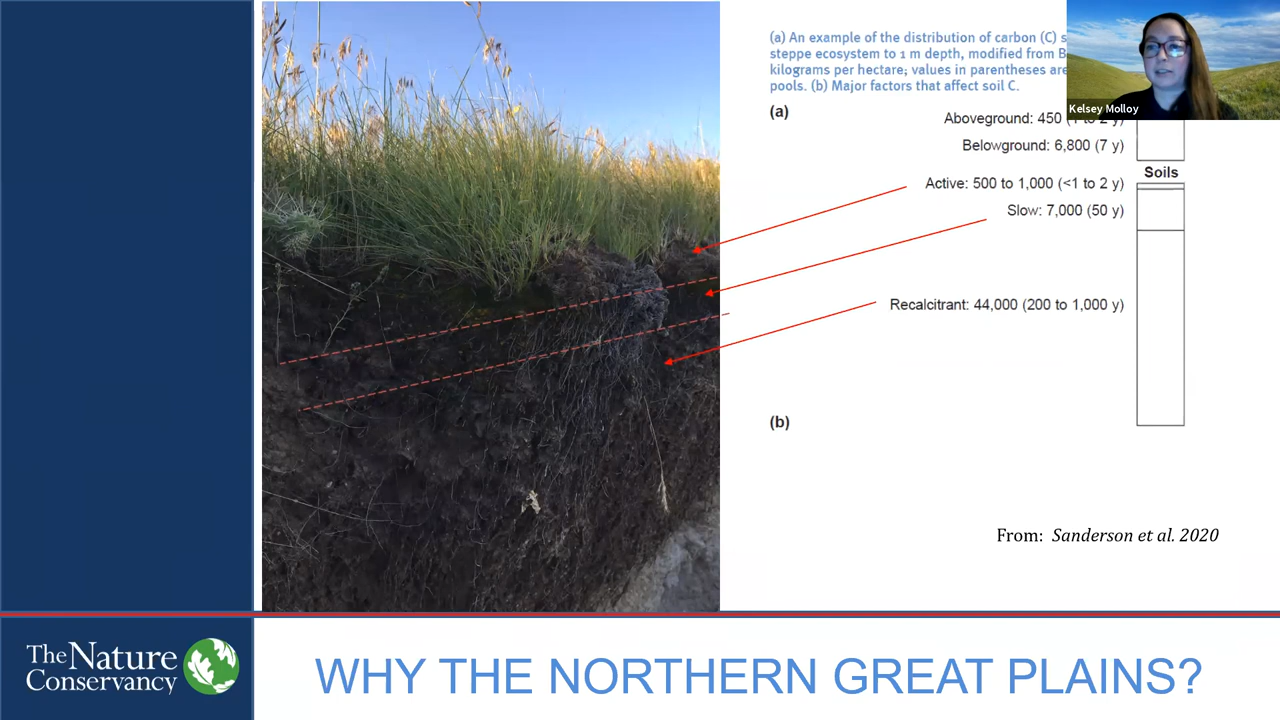 (a) An example of the distribution of carbon (C)
steppe ecosystem to 1 m depth, modified from
kilograms per hectare; values in parentheses are
pools. (b) Major factors that affect soil C.
Kelsey Molloy
(a)
Aboveground: 450 (1 to 2 y)
Belowground: 6,800 (7 y)
Soils
Active: 500 to 1,000 (<1 to 2 y)
Slow: 7,000 (50 y)
Recalcitrant: 44,000 (200 to 1,000 y)
(b)
From: Sanderson et al. 2020
The Nature
Conservancy
WHY THE NORTHERN GREAT PLAINS?